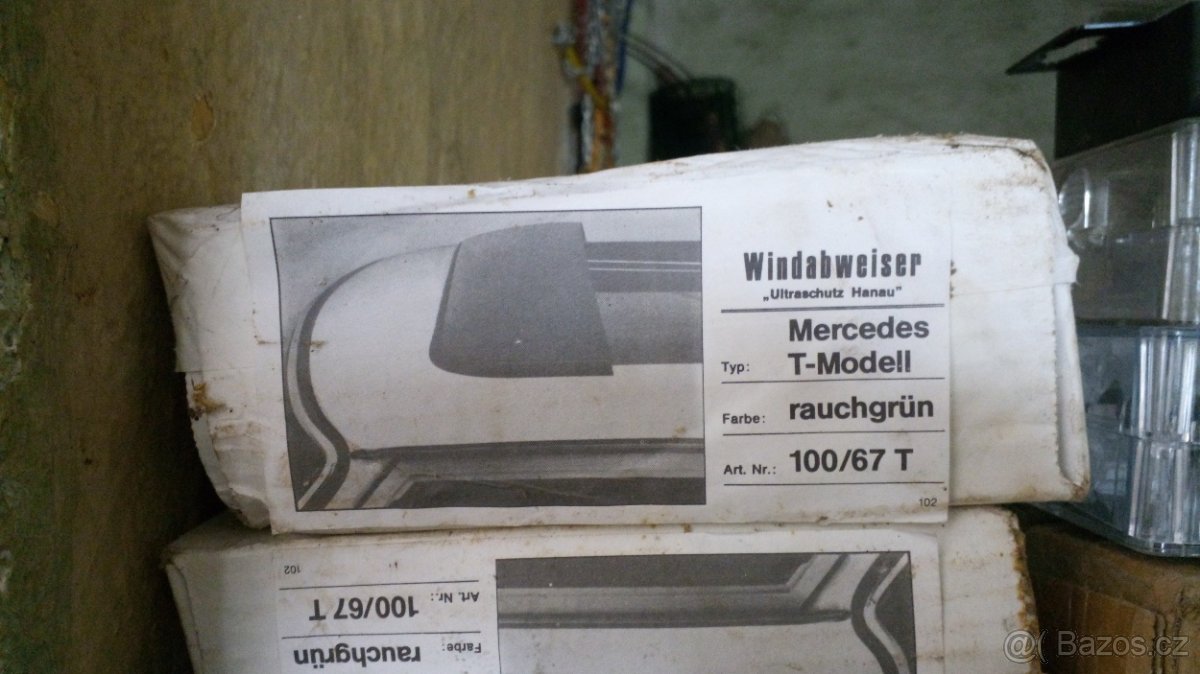 Windabweiser
„Ultraschutz Hanau"
Mercedes
Typ: T-Modell
Farbe: rauchgrün
Art. Nr.: 100/67 T
102
102
Art. Nr.: 100/67 T
Farbe: rauchgrün
@( Bazos.cz